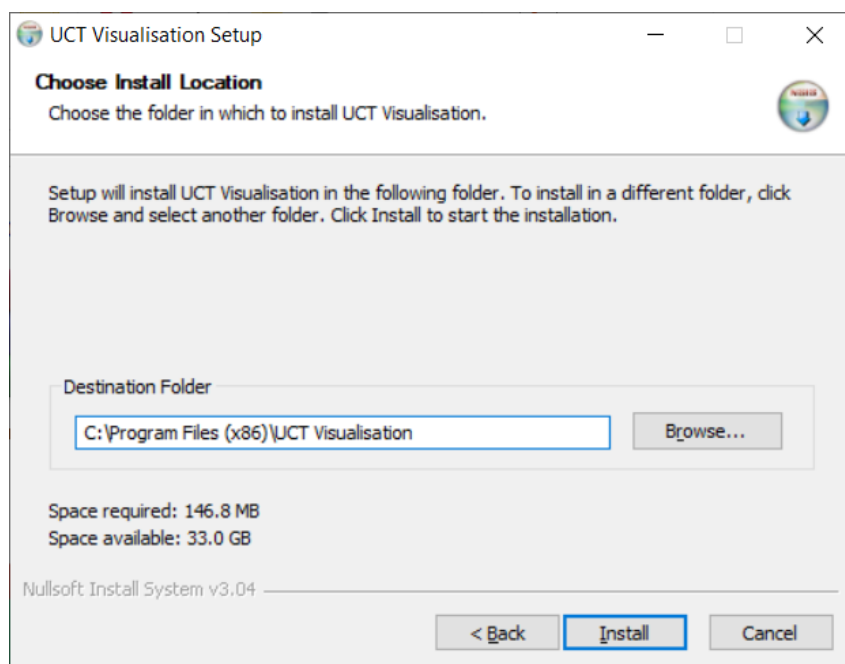 UCT Visualisation Setup
Choose Install Location
Choose the folder in which to install UCT Visualisation.
Setup will install UCT Visualisation in the following folder. To install in a different folder, click
Browse and select another folder. Click Install to start the installation.
Destination Folder
C:\Program Files (x86)\UCT Visualisation
Browse...
Space required: 146.8 MB
Space available: 33.0 GB
Nullsoft Install System v3.04
< Back
Install
Cancel